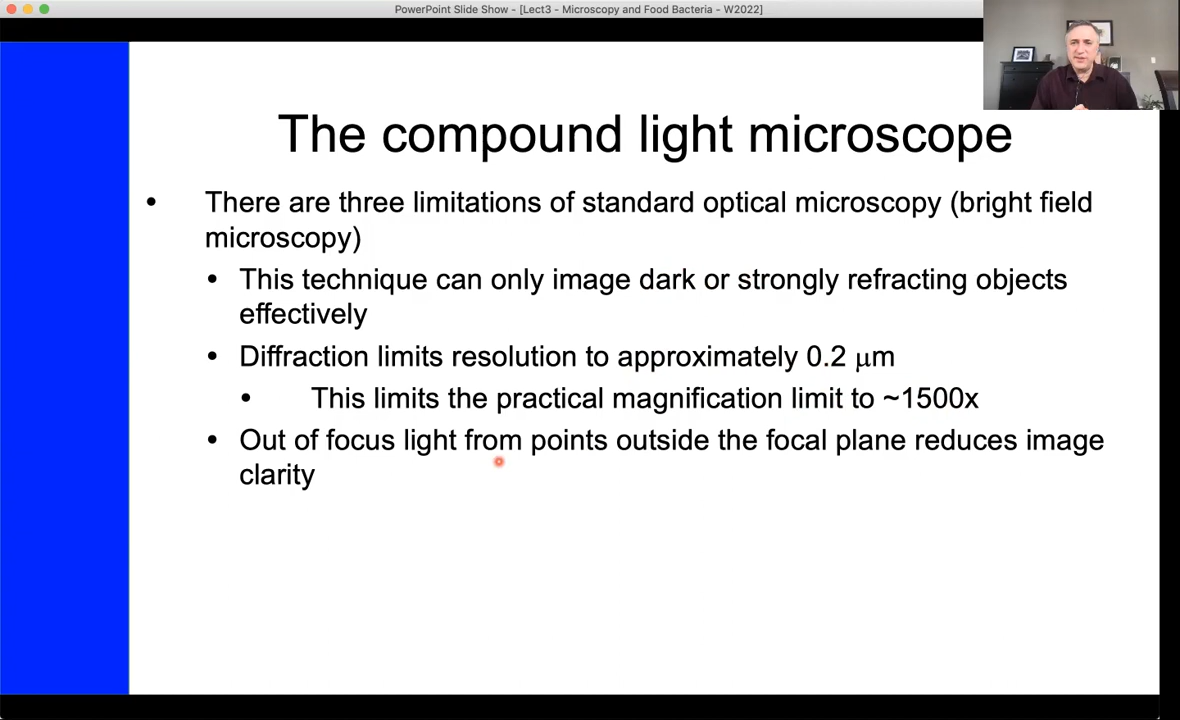 PowerPoint Slide Show - [Lect3 - Microscopy and Food Bacteria - W2022]
The compound light microscope
• There are three limitations of standard optical microscopy (bright field
microscopy)
• This technique can only image dark or strongly refracting objects
effectively
• Diffraction limits resolution to approximately 0.2 μm
• This limits the practical magnification limit to ~1500x
• Out of focus light from points outside the focal plane reduces image
clarity